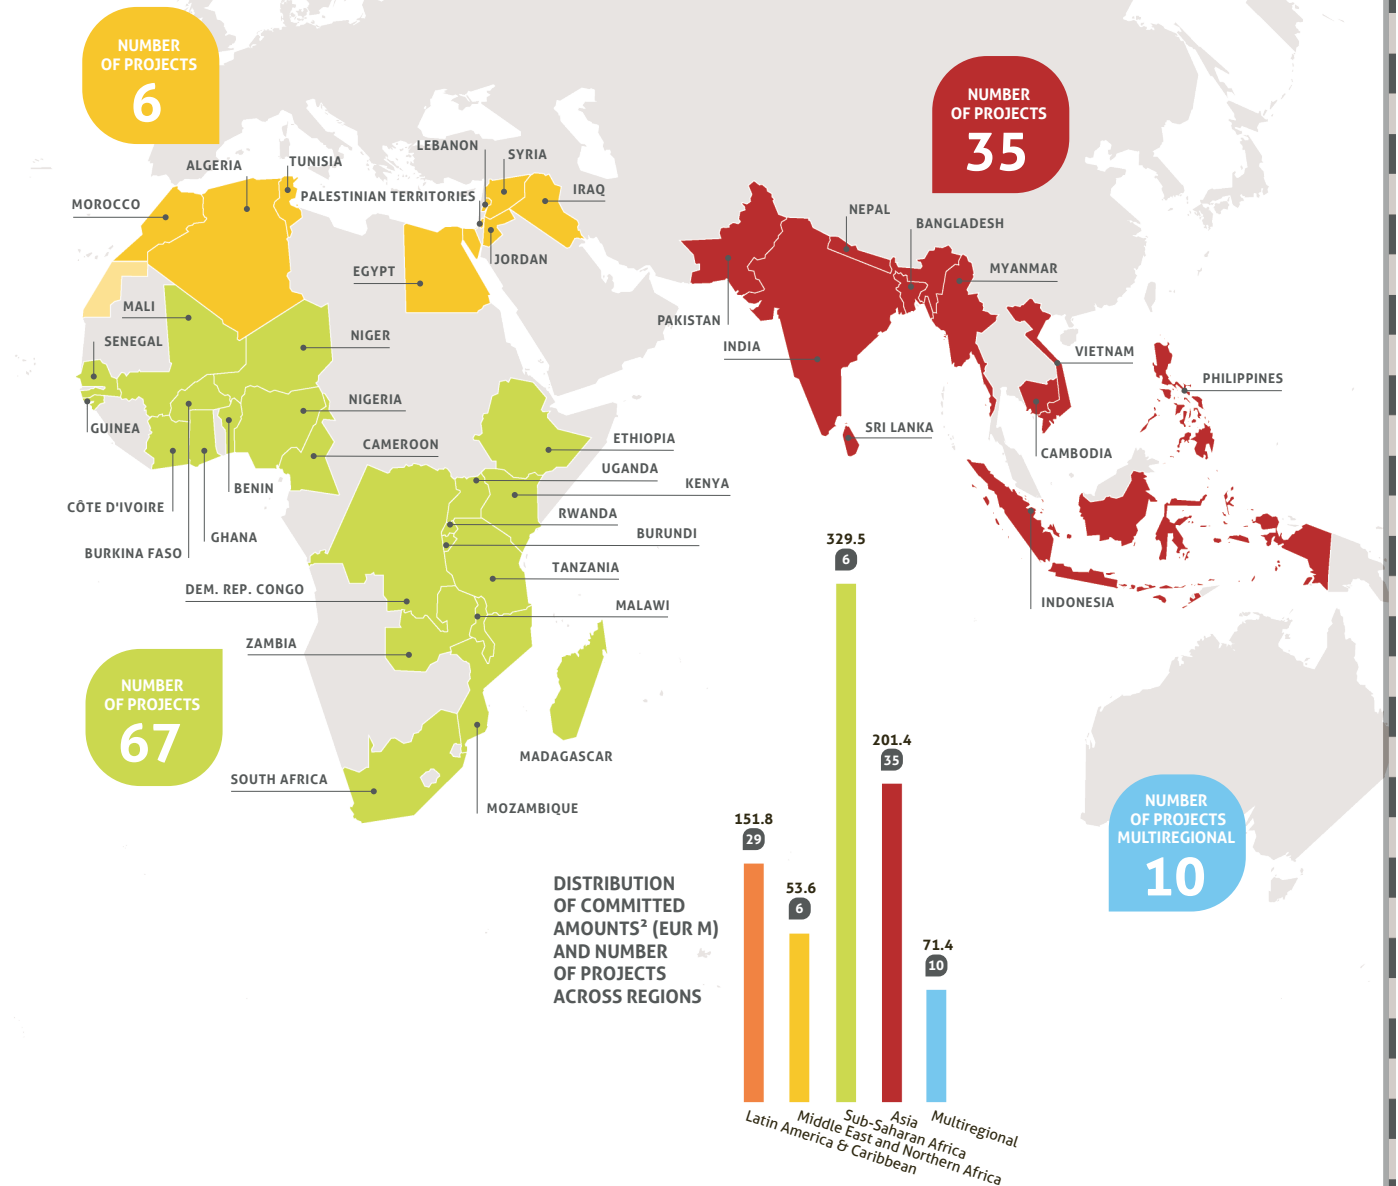 NUMBER
OF PROJECTS
6
NUMBER
OF PROJECTS
35
LEBANON
SYRIA
TUNISIA
ALGERIA
PALESTINIAN TERRITORIES
IRAQ
MOROCCO
JORDAN
EGYPT
NEPAL
BANGLADESH
MYANMAR
MALI
SENEGAL
NIGER
PAKISTAN
INDIA
VIETNAM
PHILIPPINES
NIGERIA
GUINEA
CAMEROON
ETHIOPIA
SRI LANKA
CAMBODIA
UGANDA
KENYA
BENIN
CÔTE D'IVOIRE
RWANDA
GHANA
BURUNDI
BURKINA FASO
TANZANIA
DEM. REP. CONGO
MALAWI
INDONESIA
ZAMBIA
NUMBER
OF PROJECTS
67
MADAGASCAR
SOUTH AFRICA
MOZAMBIQUE
NUMBER
OF PROJECTS
MULTIREGIONAL
10
DISTRIBUTION
OF COMMITTED
AMOUNTS² (EUR M)
AND NUMBER
OF PROJECTS
ACROSS REGIONS
151.8
29
53.6
6
329.5
6
201.4
35
71.4
10
Latin America & Caribbean
Middle East and Northern Africa
Sub-Saharan Africa
Asia
Multiregional